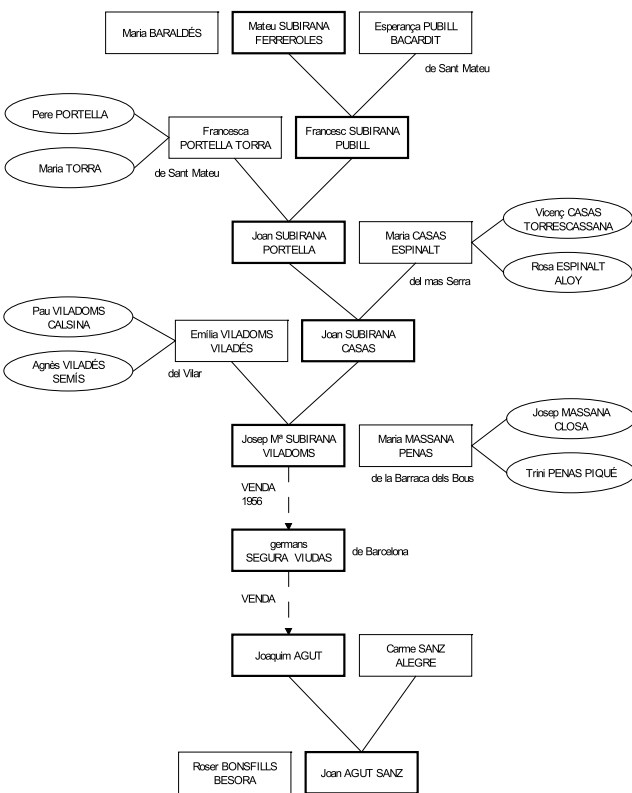 Maria BARALDÉS
Mateu SUBIRANA
FERREROLES
Esperança PUBILL
BACARDIT
de Sant Mateu
Pere PORTELLA
Maria TORRA
Francesca
PORTELLA TORRA
de Sant Mateu
Francesc SUBIRANA
PUBILL
Joan SUBIRANA
PORTELLA
Maria CASAS
ESPINALT
del mas Serra
Vicenç CASAS
TORRESCASSANA
Rosa ESPINALT
ALOY
Pau VILADOMS
CALSINA
Agnès VILADÉS
SEMÍS
Emília VILADOMS
VILADÉS
del Vilar
Joan SUBIRANA
CASAS
Josep Mª SUBIRANA
VILADOMS
Maria MASSANA
PENAS
de la Barraca dels Bous
Josep MASSANA
CLOSA
Trini PENAS PIQUÉ
VENDA
1956
germans
SEGURA VIUDAS
de Barcelona
VENDA
Joaquim AGUT
Carme SANZ
ALEGRE
Roser BONSFILLS
BESORA
Joan AGUT SANZ